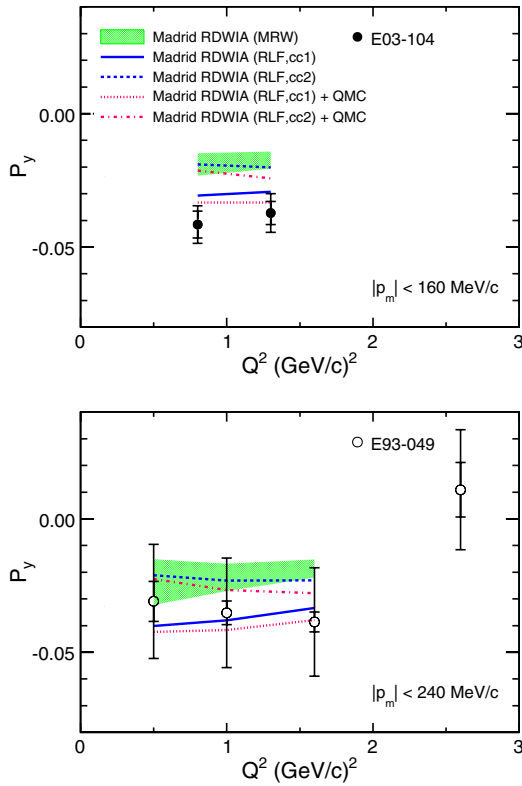 Madrid RDWIA (MRW)
Madrid RDWIA (RLF,cc1)
Madrid RDWIA (RLF,cc2)
Madrid RDWIA (RLF,cc1) + QMC
Madrid RDWIA (RLF,cc2) + QMC
E03-104
0.00
-0.05
P_y
|p_m| < 160 MeV/c
0 1 2 3
Q^2 (GeV/c)^2
E93-049
0.00
-0.05
P_y
|p_m| < 240 MeV/c
0 1 2 3
Q^2 (GeV/c)^2